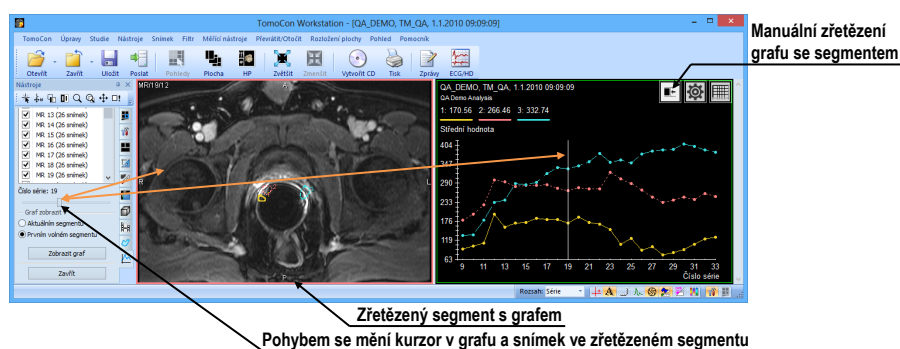 TomoCon Workstation - [QA_DEMO, TM_QA, 1.1.2010 09:09:09]
TomoCon Úpravy Studie Nástroje Snímek Filtr Měřící nástroje Převrátit/Otočit Rozložení plochy Pohled Pomocník
Otevřít Zavřít Uložit Poslat Pohledy Plocha HP Zvětšit Zmenšit Vytvořit CD Tisk Zprávy ECG/HD
Manuální zřetězení
grafu se segmentem
Nástroje
MR 13 (26 snímek)
MR 14 (26 snímek)
MR 15 (26 snímek)
MR 16 (26 snímek)
MR 17 (26 snímek)
MR 18 (26 snímek)
MR 19 (26 snímek)
Číslo série: 19
Graf zobrazit
Aktuálním segmentu
Prvním volném segmentu
Zobrazit graf
Zavřít
MR/19/12
A
R
L
P
QA_DEMO, TM_QA, 1.1.2010 09:09:09
QA Demo Analysis
1: 170.56 2: 266.46 3: 332.74
Střední hodnota
404
347
290
233
176
119
63
9 11 13 15 17 19 21 23 25 27 29 31 33
Číslo série
Rozsah: Série
Zřetězený segment s grafem
Pohybem se mění kurzor v grafu a snímek ve zřetězeném segmentu